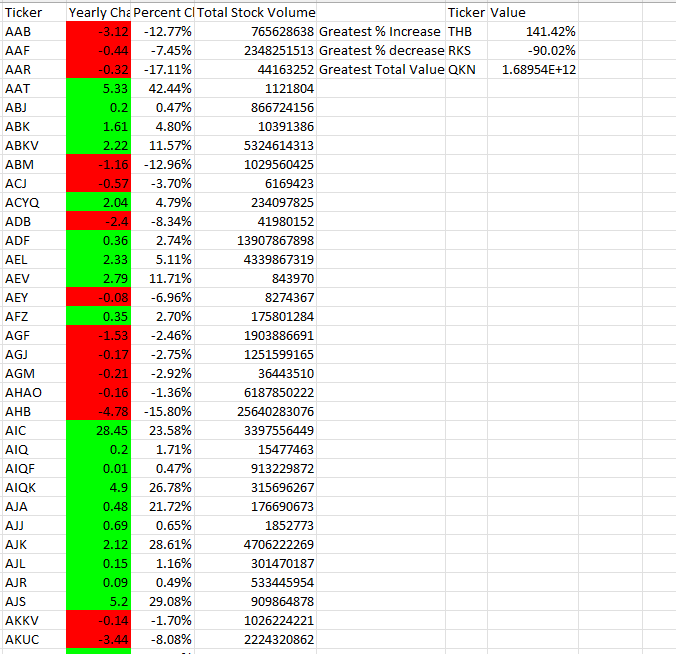 Ticker Yearly Cha Percent Cl Total Stock Volume Ticker Value
AAB -3.12 -12.77% 765628638 Greatest % Increase THB 141.42%
AAF -0.44 -7.45% 2348251513 Greatest % decrease RKS -90.02%
AAR -0.32 -17.11% 44163252 Greatest Total Value QKN 1.68954E+12
AAT 5.33 42.44% 1121804
ABJ 0.2 0.47% 866724156
ABK 1.61 4.80% 10391386
ABKV 2.22 11.57% 5324614313
ABM -1.16 -12.96% 1029560425
ACJ -0.57 -3.70% 6169423
ACYQ 2.04 4.79% 234097825
ADB -2.4 -8.34% 41980152
ADF 0.36 2.74% 13907867898
AEL 2.33 5.11% 4339867319
AEV 2.79 11.71% 843970
AEY -0.08 -6.96% 8274367
AFZ 0.35 2.70% 175801284
AGF -1.53 -2.46% 1903886691
AGJ -0.17 -2.75% 1251599165
AGM -0.21 -2.92% 36443510
AHAO -0.16 -1.36% 6187850222
AHB -4.78 -15.80% 25640283076
AIC 28.45 23.58% 3397556449
AIQ 0.2 1.71% 15477463
AIQF 0.01 0.47% 913229872
AIQK 4.9 26.78% 315696267
AJA 0.48 21.72% 176690673
AJJ 0.69 0.65% 1852773
AJK 2.12 28.61% 4706222269
AJL 0.15 1.16% 301470187
AJR 0.09 0.49% 533445954
AJS 5.2 29.08% 909864878
AKKV -0.14 -1.70% 1026224221
AKUC -3.44 -8.08% 2224320862